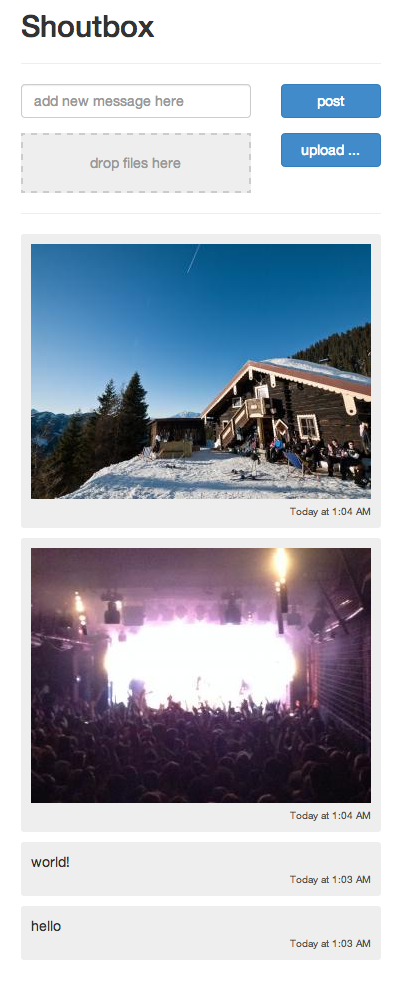 Shoutbox
add new message here
post
drop files here
upload ...
Today at 1:04 AM
Today at 1:04 AM
world!
Today at 1:03 AM
hello
Today at 1:03 AM